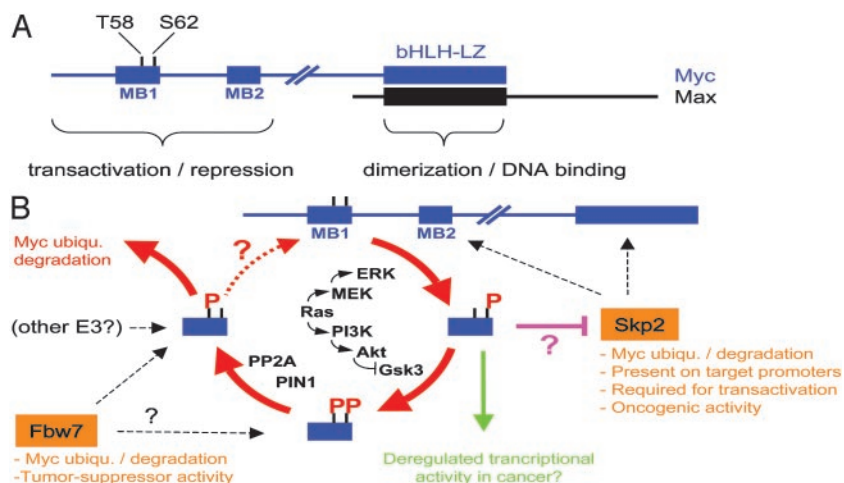 A
T58
S62
bHLH-LZ
Myc
MB1
MB2
Max
transactivation / repression
dimerization / DNA binding
B
MB1
MB2
Myc ubiqu.
degradation
?
ERK
MEK
Ras
PI3K
Akt
Gsk3
P
P
(other E3?)
PP2A
PIN1
?
Skp2
- Myc ubiqu. / degradation
- Present on target promoters
- Required for transactivation
- Oncogenic activity
PP
?
Fbw7
- Myc ubiqu. / degradation
-Tumor-suppressor activity
Deregulated trancriptional
activity in cancer?